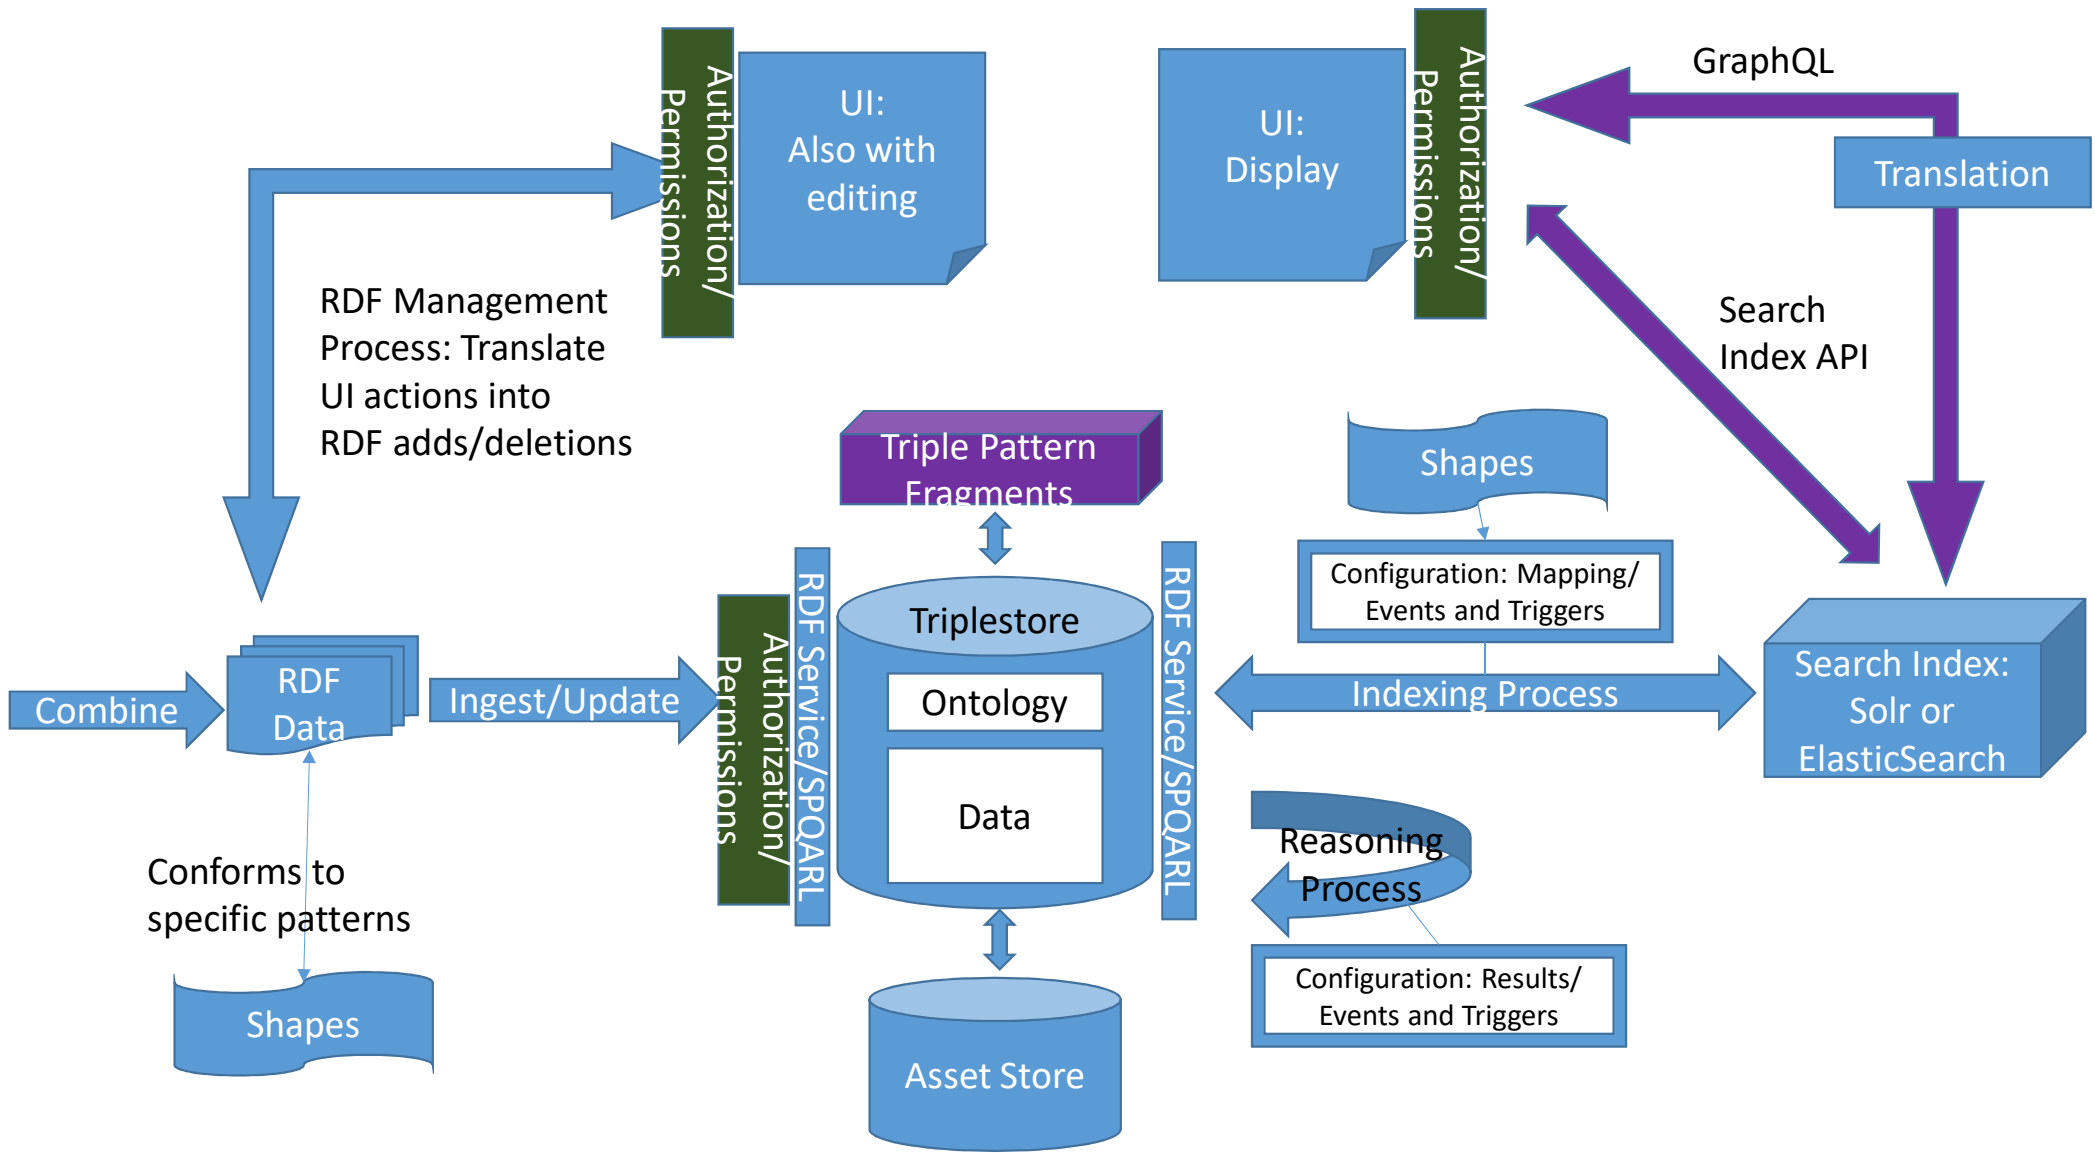 Authorization/
Permissions
UI:
Also with
editing
UI:
Display
Authorization/
Permissions
GraphQL
Translation
RDF Management
Process: Translate
UI actions into
RDF adds/deletions
Search
Index API
Triple Pattern
Fragments
Shapes
Configuration: Mapping/
Events and Triggers
Combine
RDF
Data
Ingest/Update
Authorization/
Permissions
RDF Service/SPQARL
Triplestore
Ontology
Data
RDF Service/SPQARL
Indexing Process
Search Index:
Solr or
ElasticSearch
Reasoning
Process
Conforms to
specific patterns
Shapes
Configuration: Results/
Events and Triggers
Asset Store